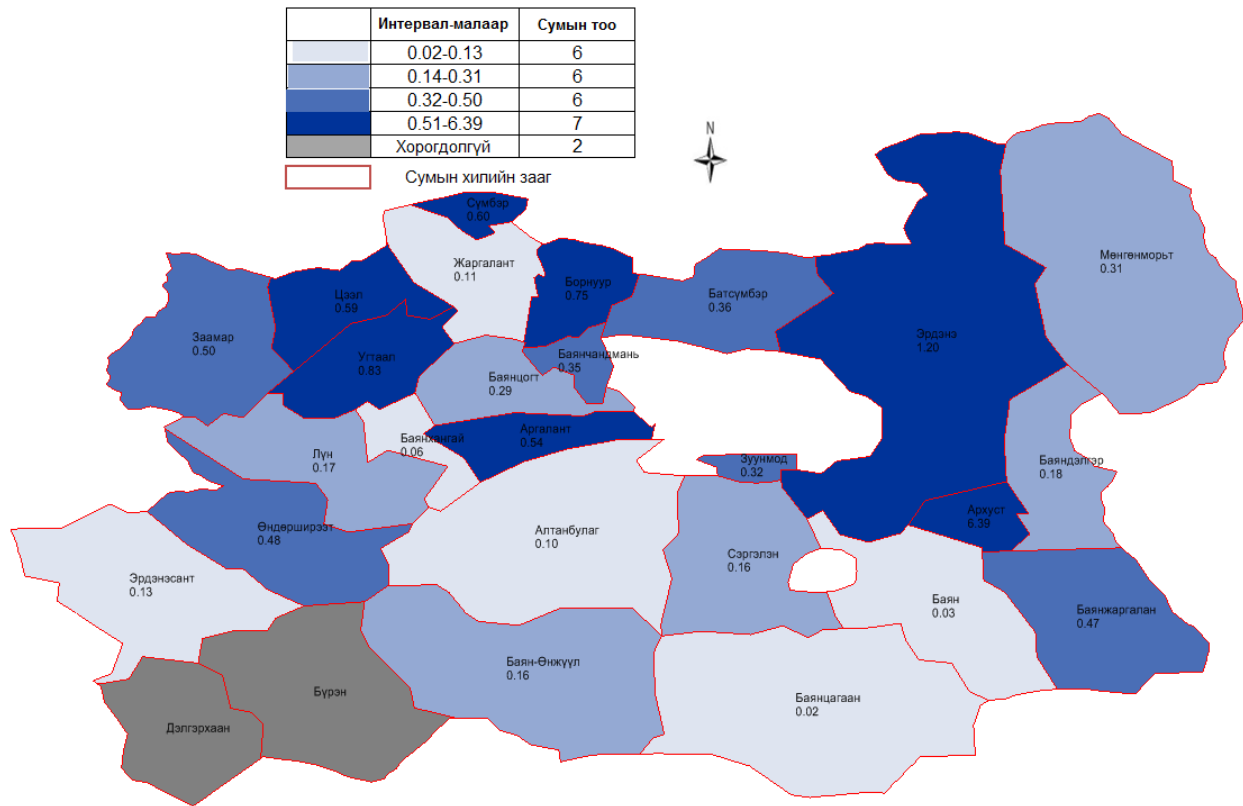 Интервал-малаар Сумын тоо
0.02-0.13 6
0.14-0.31 6
0.32-0.50 6
0.51-6.39 7
Хорогдолгүй 2
Сумын хилийн зааг
N
Сүмбэр
0.60
Жаргалант
0.11
Мөнгөнморьт
0.31
Цээл
0.59
Борнуур
0.75
Батсүмбэр
0.36
Заамар
0.50
Эрдэнэ
1.20
Угтаал
0.83
Баянчандмань
0.35
Баянцогт
0.29
Аргалант
0.54
Баянхангай
0.06
Лүн
0.17
Зуунмод
0.32
Баяндэлгэр
0.18
Архуст
6.39
Өндөрширээт
0.48
Алтанбулаг
0.10
Сэргэлэн
0.16
Эрдэнэсант
0.13
Баян
0.03
Баянжаргалан
0.47
Баян-Өнжүүл
0.16
Бүрэн
Баянцагаан
0.02
Дэлгэрхаан